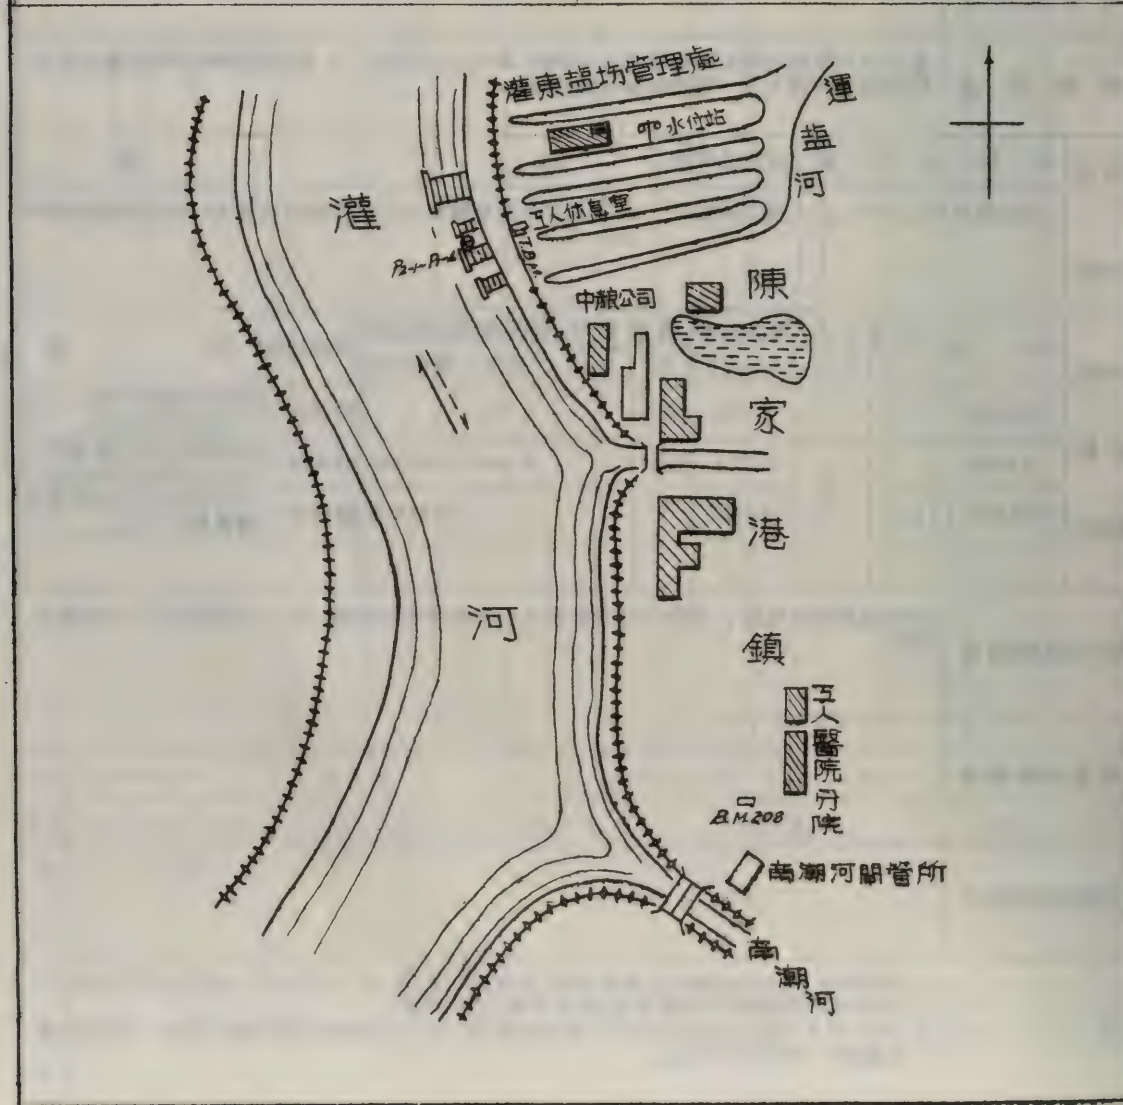 灌東盐坊管理處
水位站
運盐河
工人休息室
T.B.M.
灌河
中粮公司
陳家港鎮
工人醫院分院
B.M.208
南潮河閘管所
南潮河